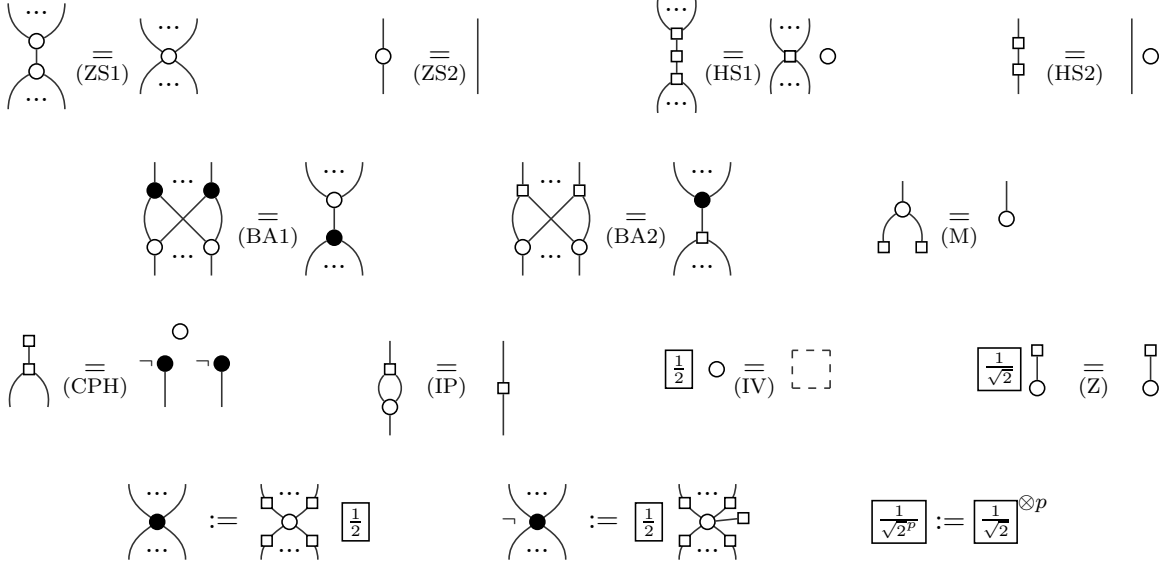 ... ... ... ...
= (ZS1) = (ZS2) = (HS1) = (HS2)
... ... ... ...
... ... ... ...
= (BA1) = (BA2) = (M)
... ... ... ...
= (CPH) ¬ ¬ = (IP) 1/2 = (IV) 1/√2 = (Z)
... ... ... ...
:= 1/2 ¬ := 1/2 1/√2^p := 1/√2 ⊗p
... ... ... ...